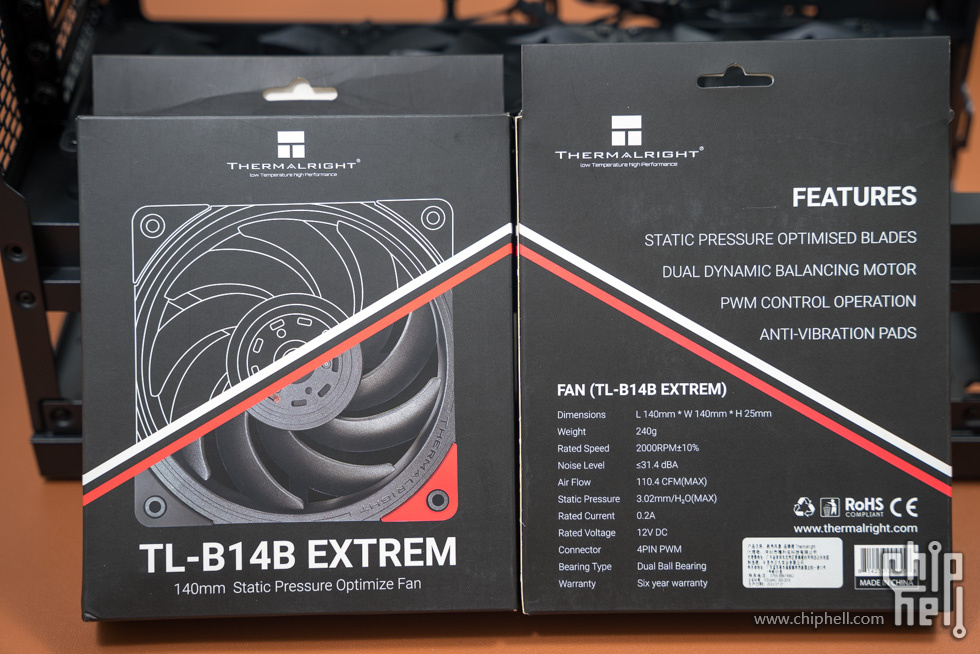 THERMALRIGHT®
low Temperature high Performance
THERMALRIGHT
TL-B14B EXTREM
140mm Static Pressure Optimize Fan
THERMALRIGHT®
low Temperature high Performance
FEATURES
STATIC PRESSURE OPTIMISED BLADES
DUAL DYNAMIC BALANCING MOTOR
PWM CONTROL OPERATION
ANTI-VIBRATION PADS
FAN (TL-B14B EXTREM)
Dimensions L 140mm * W 140mm * H 25mm
Weight 240g
Rated Speed 2000RPM±10%
Noise Level ≤31.4 dBA
Air Flow 110.4 CFM(MAX)
Static Pressure 3.02mm/H₂O(MAX)
Rated Current 0.2A
Rated Voltage 12V DC
Connector 4PIN PWM
Bearing Type Dual Ball Bearing
Warranty Six year warranty
RoHS
COMPLIANT
CE
www.thermalright.com
MADE IN CHINA
www.chiphell.com
chip
hell